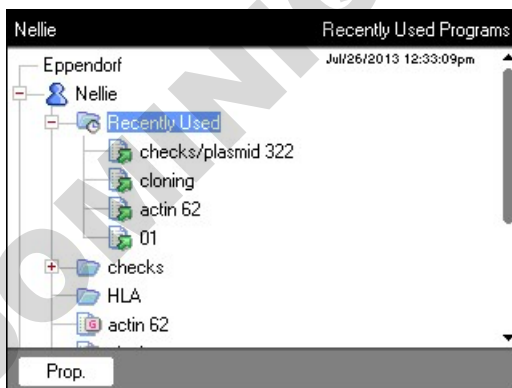 Nellie Recently Used Programs
Eppendorf Jul/26/2013 12:33:09pm
Nellie
Recently Used
checks/plasmid 322
cloning
actin 62
01
checks
HLA
actin 62
Prop.